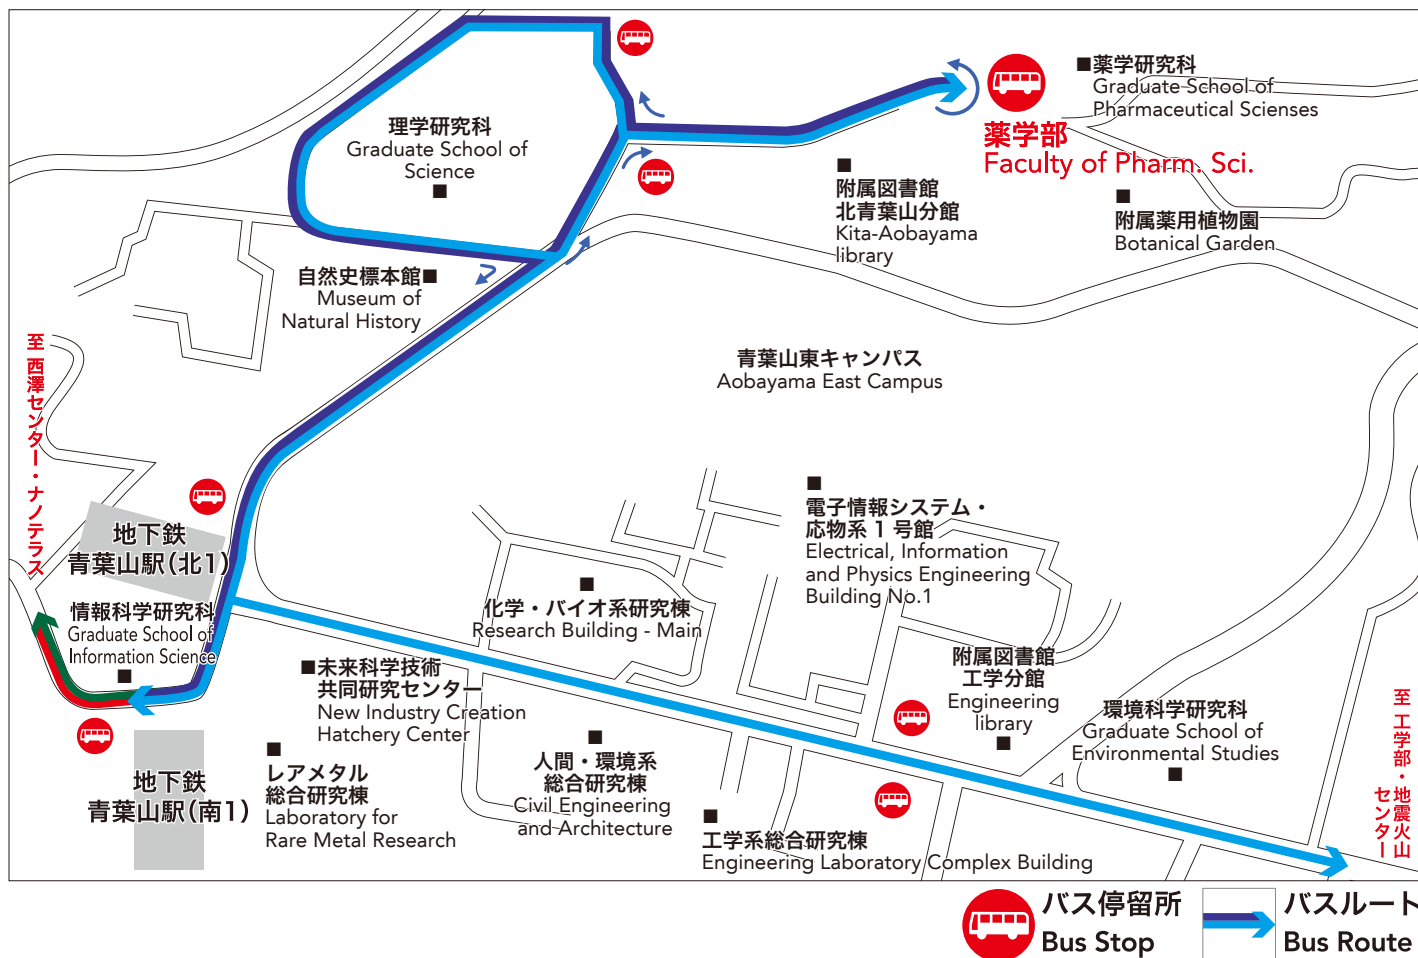 ■薬学研究科
Graduate School of
Pharmaceutical Scienses
薬学部
Faculty of Pharm. Sci.
理学研究科
Graduate School of
Science
附属図書館
北青葉山分館
Kita-Aobayama
library
附属薬用植物園
Botanical Garden
自然史標本館■
Museum of
Natural History
青葉山東キャンパス
Aobayama East Campus
至 西澤センター・ナノテラス
地下鉄
青葉山駅(北1)
情報科学研究科
Graduate School of
Information Science
電子情報システム・
応物系 1 号館
Electrical, Information
and Physics Engineering
Building No.1
化学・バイオ系研究棟
Research Building - Main
■未来科学技術
共同研究センター
New Industry Creation
Hatchery Center
附属図書館
工学分館
Engineering
library
環境科学研究科
Graduate School of
Environmental Studies
地下鉄
青葉山駅(南1)
レアメタル
総合研究棟
Laboratory for
Rare Metal Research
人間・環境系
総合研究棟
Civil Engineering
and Architecture
工学系総合研究棟
Engineering Laboratory Complex Building
至 工学部・地震火山
センター
バス停留所
Bus Stop
バスルート
Bus Route